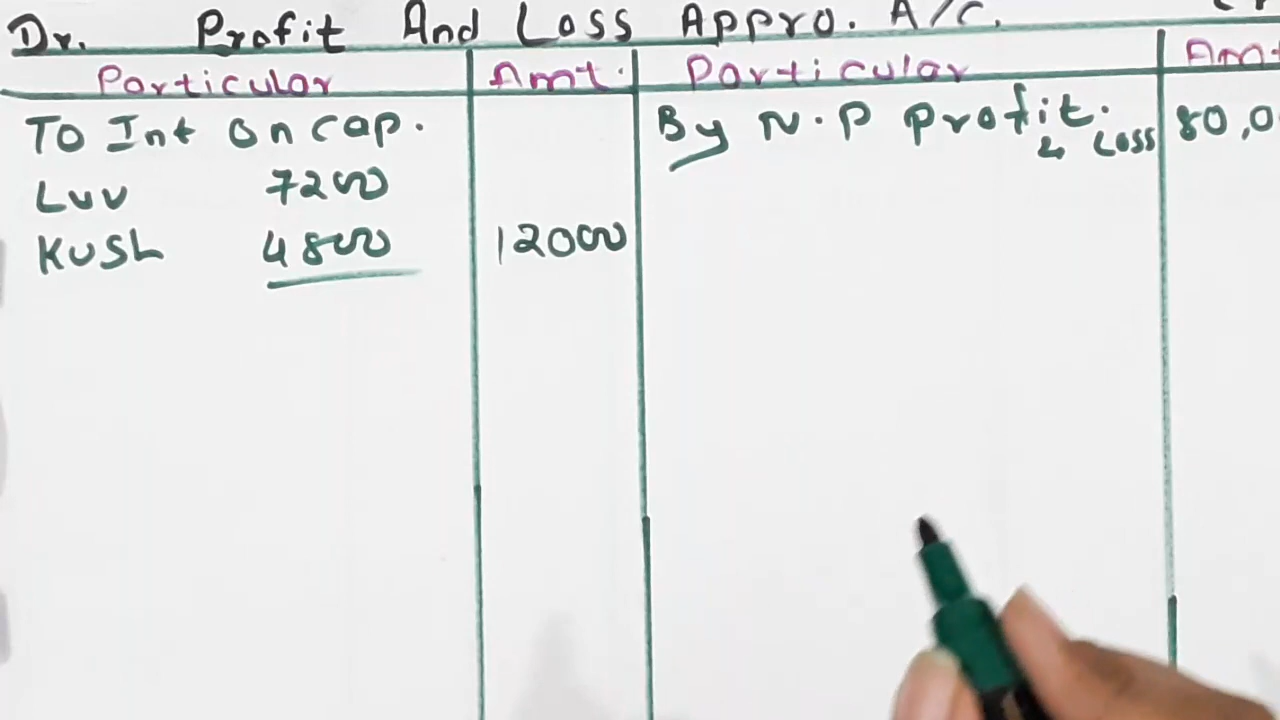 Dr. Profit And Loss Appro. A/C.
Particular Amt. Particular Amt
To Int on cap. By N.P Profit. 80,0
& Loss
Luv 7200
Kush 4800 12000